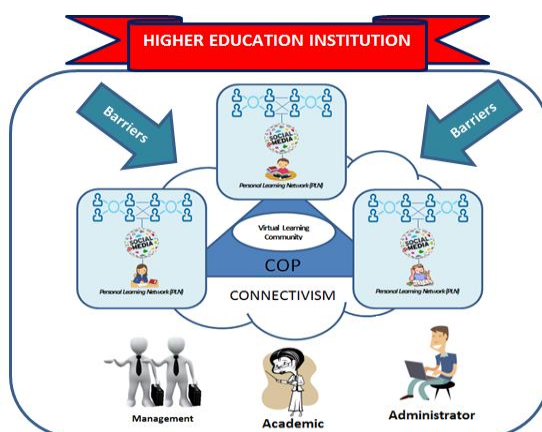 HIGHER EDUCATION INSTITUTION
Barriers
Barriers
SOCIAL
MEDIA
Personal Learning Network (PLN)
SOCIAL
MEDIA
Personal Learning Network (PLN)
SOCIAL
MEDIA
Personal Learning Network (PLN)
Virtual Learning
Community
COP
CONNECTIVISM
Management
Academic
Administrator